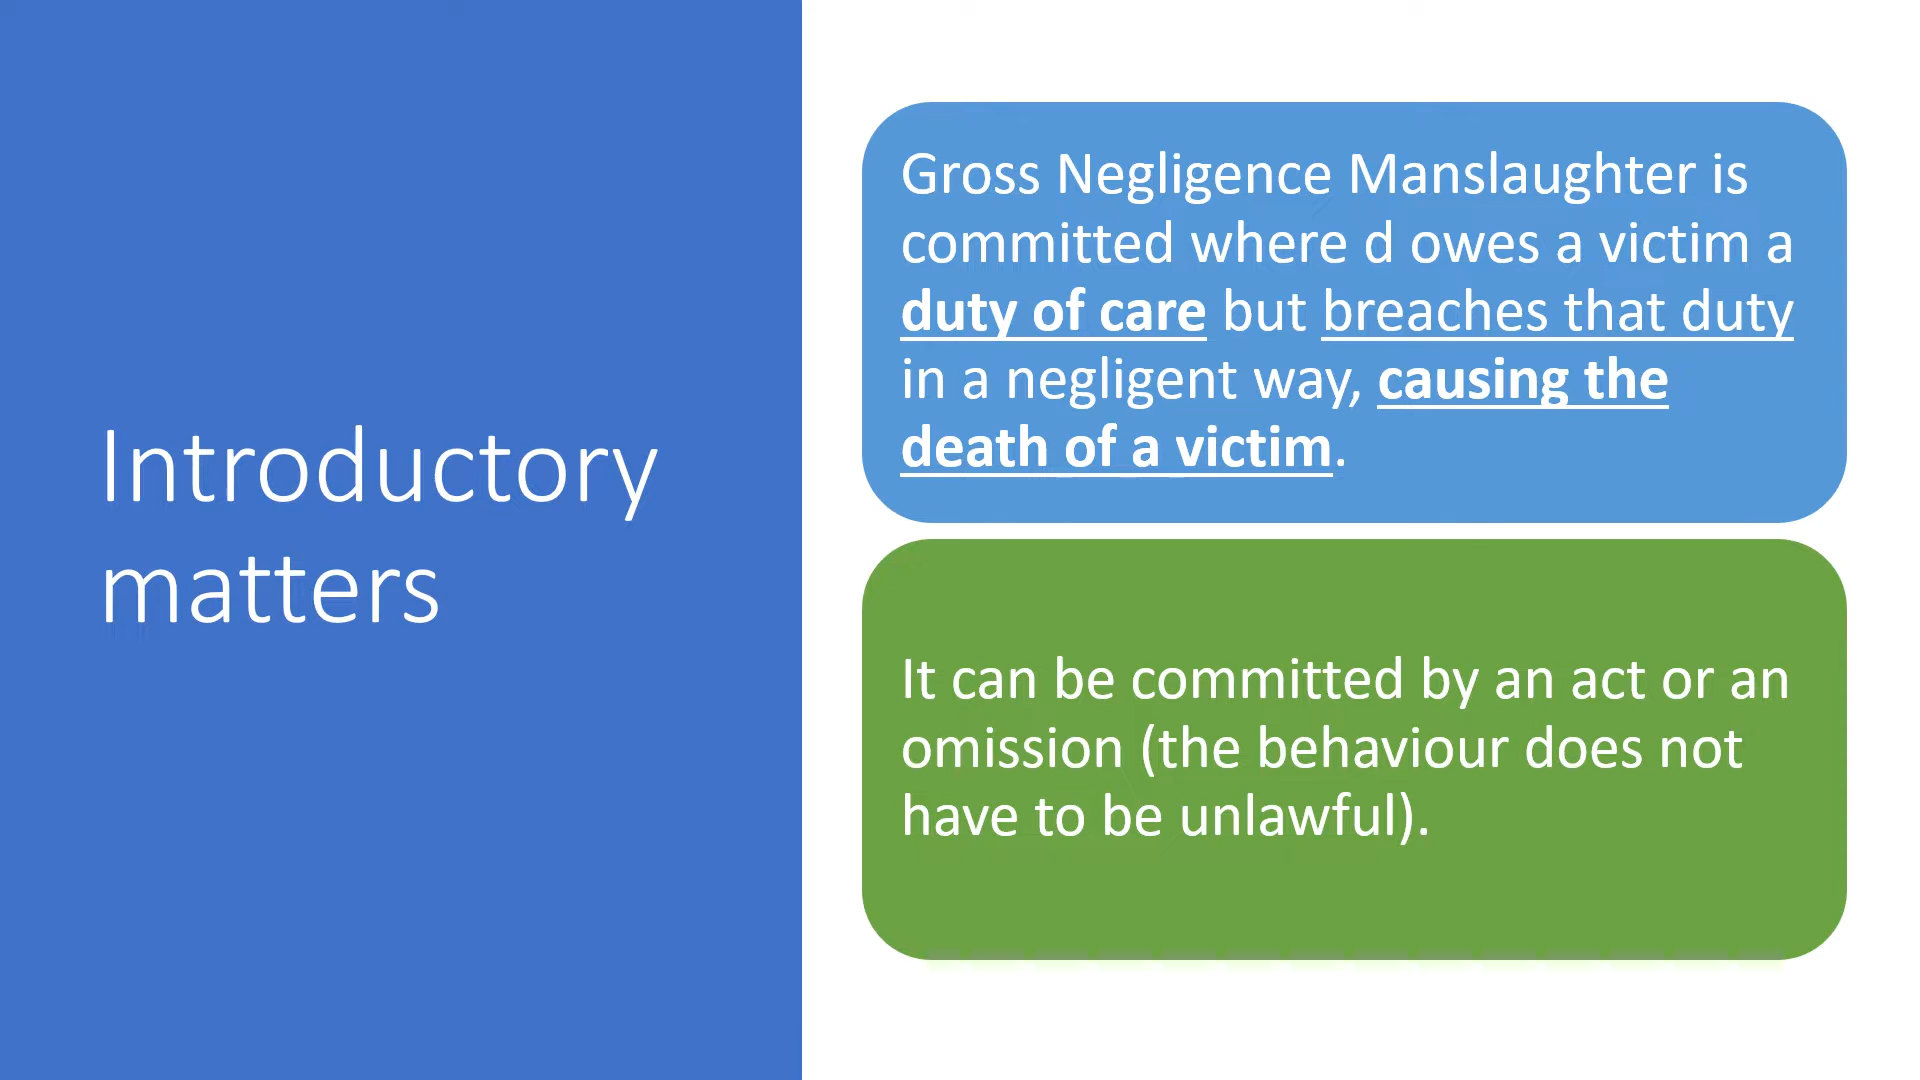 Introductory
matters
Gross Negligence Manslaughter is
committed where d owes a victim a
duty of care but breaches that duty
in a negligent way, causing the
death of a victim.
It can be committed by an act or an
omission (the behaviour does not
have to be unlawful).